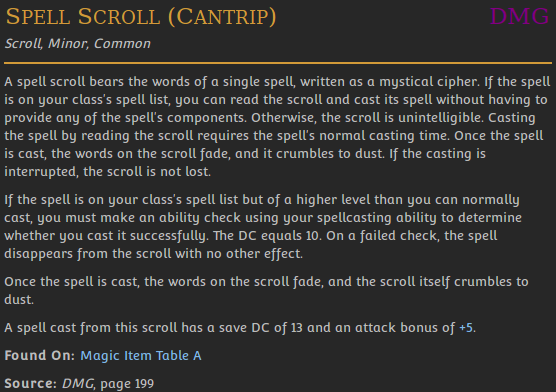 Spell Scroll (Cantrip) DMG
Scroll, Minor, Common
A spell scroll bears the words of a single spell, written as a mystical cipher. If the spell
is on your class's spell list, you can read the scroll and cast its spell without having to
provide any of the spell's components. Otherwise, the scroll is unintelligible. Casting
the spell by reading the scroll requires the spell's normal casting time. Once the spell
is cast, the words on the scroll fade, and it crumbles to dust. If the casting is
interrupted, the scroll is not lost.
If the spell is on your class's spell list but of a higher level than you can normally
cast, you must make an ability check using your spellcasting ability to determine
whether you cast it successfully. The DC equals 10. On a failed check, the spell
disappears from the scroll with no other effect.
Once the spell is cast, the words on the scroll fade, and the scroll itself crumbles to
dust.
A spell cast from this scroll has a save DC of 13 and an attack bonus of +5.
Found On: Magic Item Table A
Source: DMG, page 199